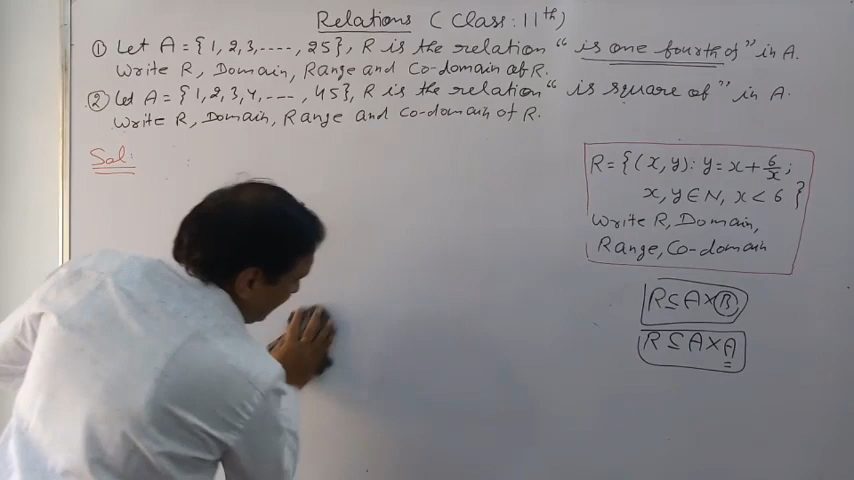 Relations (Class: 11th)
① Let A = {1, 2, 3, ----, 25}, R is the relation "is one fourth of" in A.
Write R, Domain, Range and Co-domain of R.
② Let A = {1, 2, 3, 4, ---, 45}, R is the relation "is square of" in A.
Write R, Domain, Range and Co-domain of R.
Sol:
R = {(x, y): y = x + 6/x;
x, y ∈ N, x < 6}
Write R, Domain,
Range, Co-domain
R ⊆ A × B
R ⊆ A × A